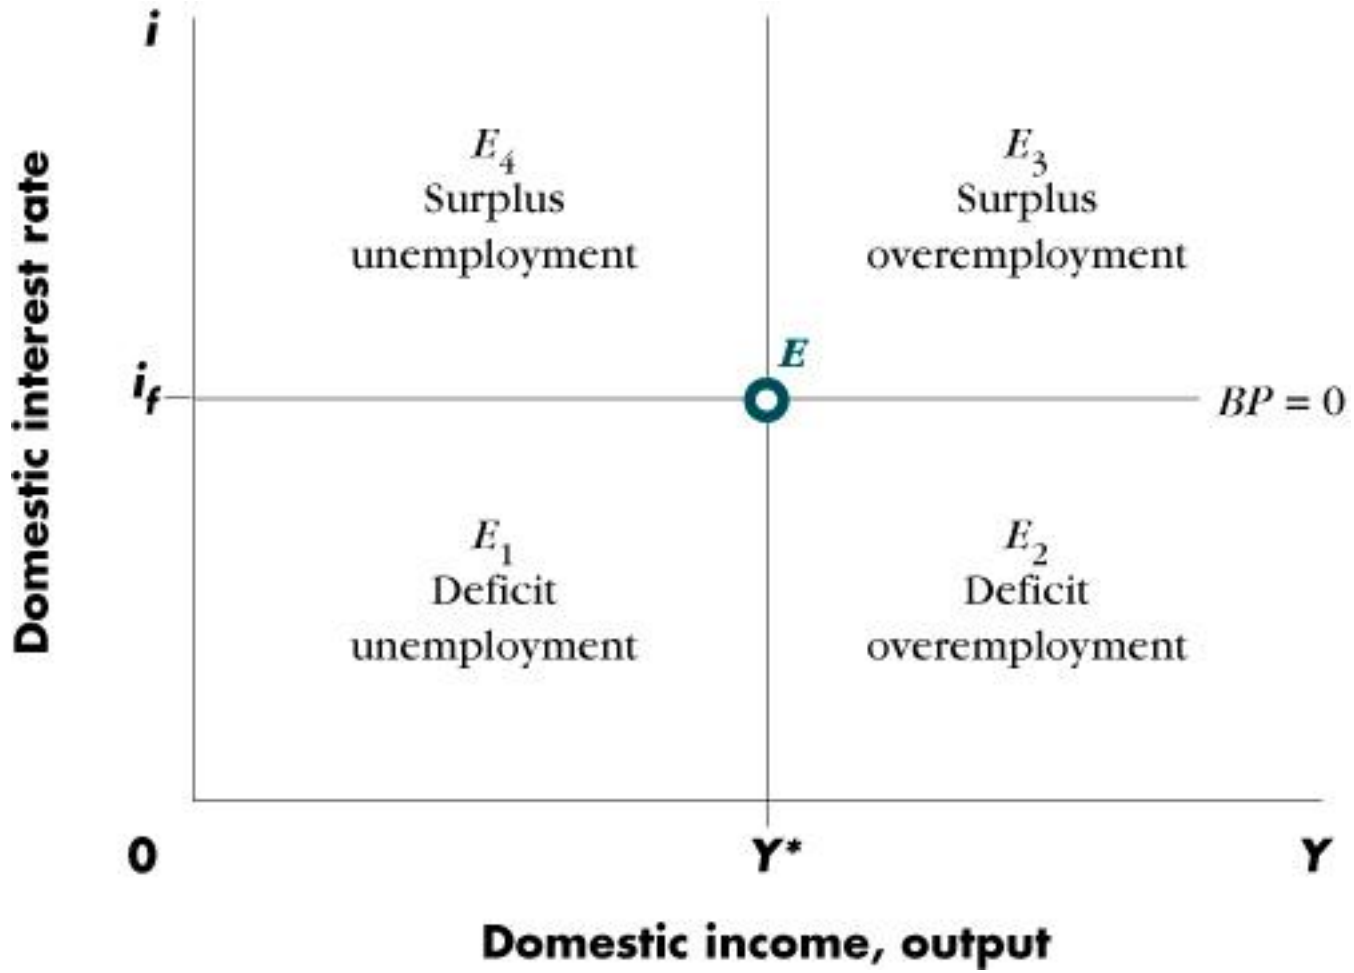 i
E4
Surplus
unemployment
E3
Surplus
overemployment
Domestic interest rate
E
if
BP = 0
E1
Deficit
unemployment
E2
Deficit
overemployment
0
Y*
Y
Domestic income, output